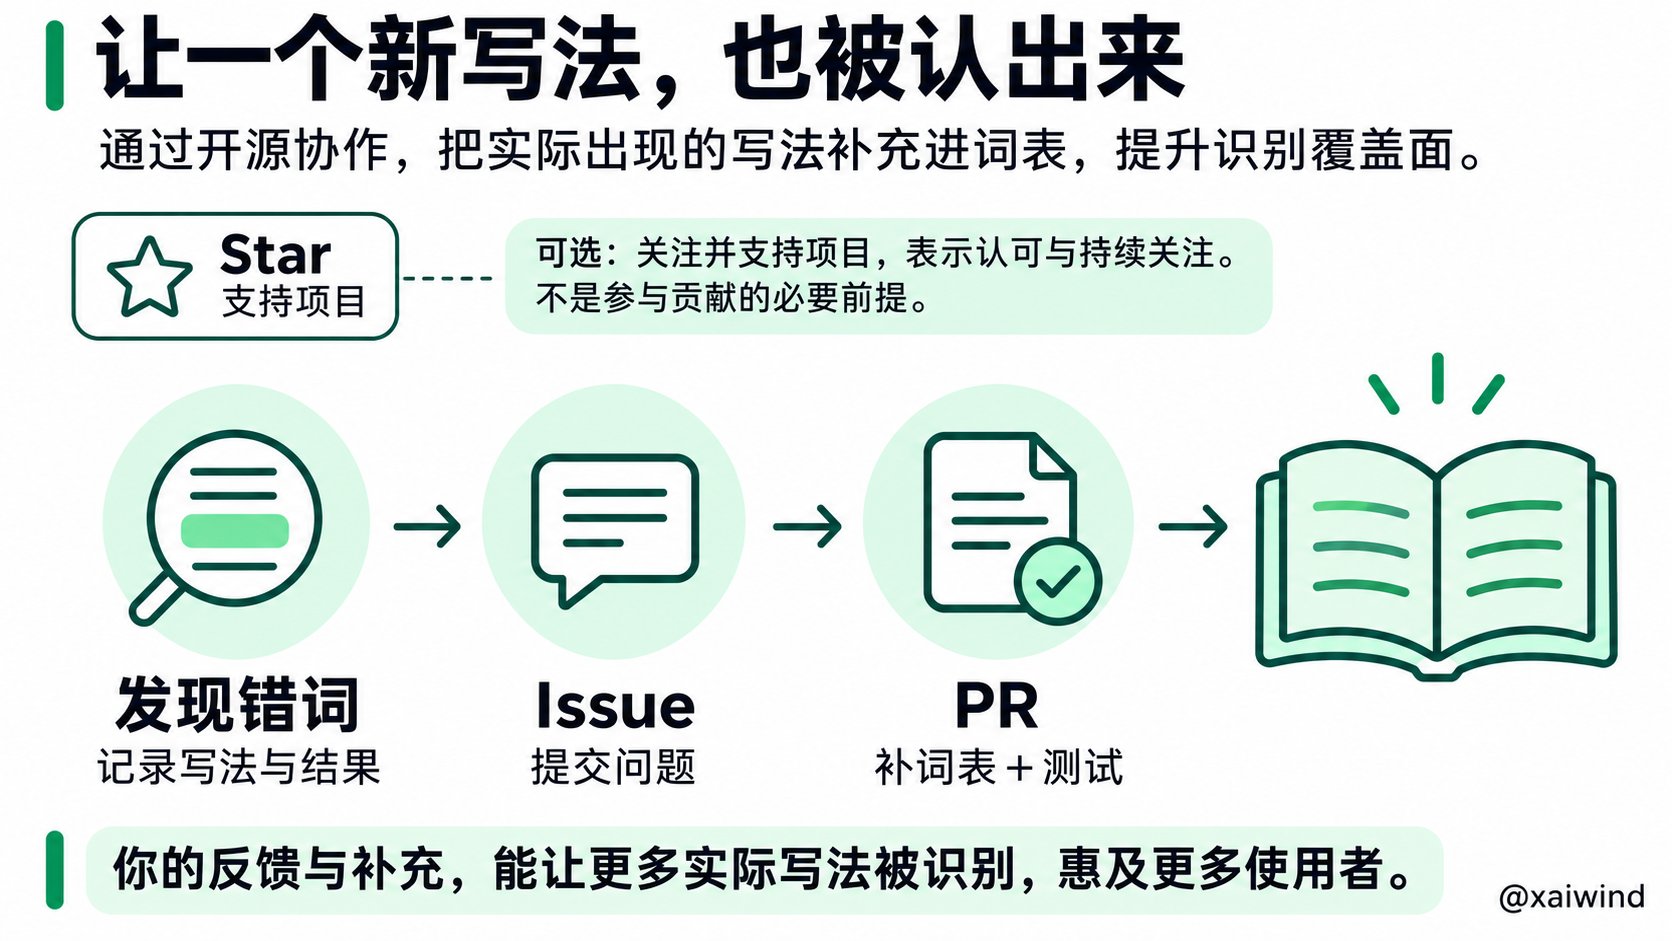 让一个新写法，也被认出来
通过开源协作，把实际出现的写法补充进词表，提升识别覆盖面。
Star
支持项目
可选：关注并支持项目，表示认可与持续关注。
不是参与贡献的必要前提。
发现错词
记录写法与结果
Issue
提交问题
PR
补词表＋测试
你的反馈与补充，能让更多实际写法被识别，惠及更多使用者。
@xaiwind